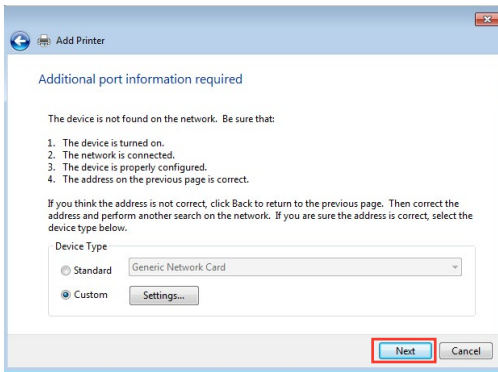 Add Printer
Additional port information required
The device is not found on the network. Be sure that:
1. The device is turned on.
2. The network is connected.
3. The device is properly configured.
4. The address on the previous page is correct.
If you think the address is not correct, click Back to return to the previous page. Then correct the
address and perform another search on the network. If you are sure the address is correct, select the
device type below.
Device Type
Standard
Generic Network Card
Custom
Settings...
Next
Cancel